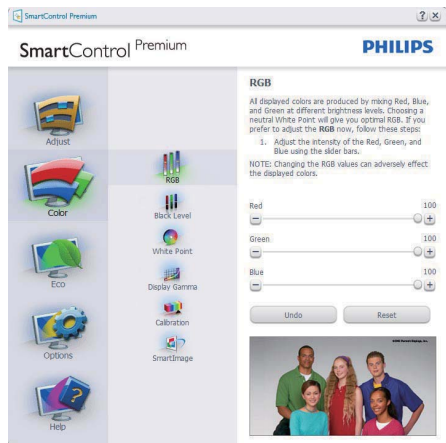 SmartControl Premium
SmartControl Premium
PHILIPS
Adjust
Color
Eco
Options
Help
RGB
Black Level
White Point
Display Gamma
Calibration
SmartImage
RGB
All displayed colors are produced by mixing Red, Blue,
and Green at different brightness levels. Choosing a
neutral White Point will give you optimal RGB. If you
prefer to adjust the RGB now, follow these steps:
1. Adjust the intensity of the Red, Green, and
Blue using the slider bars.
NOTE: Changing the RGB values can adversely effect
the displayed colors.
Red 100
Green 100
Blue 100
Undo Reset